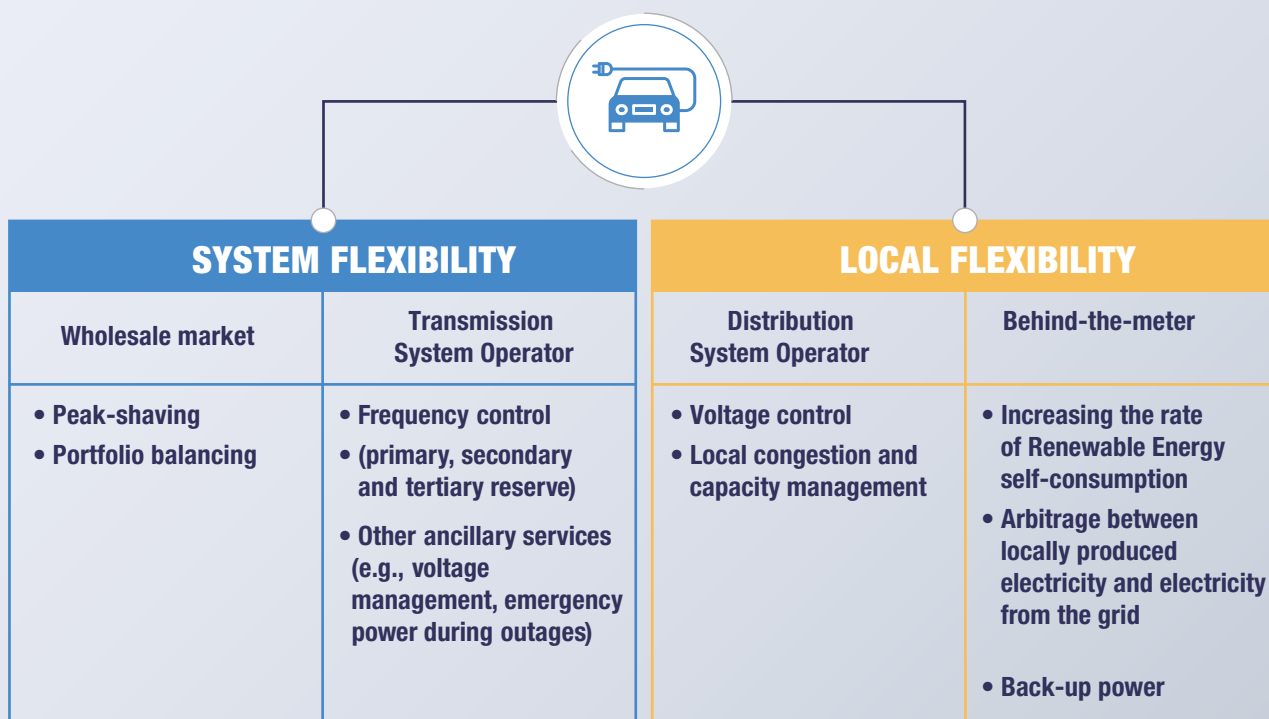 SYSTEM FLEXIBILITY
LOCAL FLEXIBILITY
Wholesale market
Transmission
System Operator
Distribution
System Operator
Behind-the-meter
• Peak-shaving
• Portfolio balancing
• Frequency control
• (primary, secondary
and tertiary reserve)
• Other ancillary services
(e.g., voltage
management, emergency
power during outages)
• Voltage control
• Local congestion and
capacity management
• Increasing the rate
of Renewable Energy
self-consumption
• Arbitrage between
locally produced
electricity and electricity
from the grid
• Back-up power